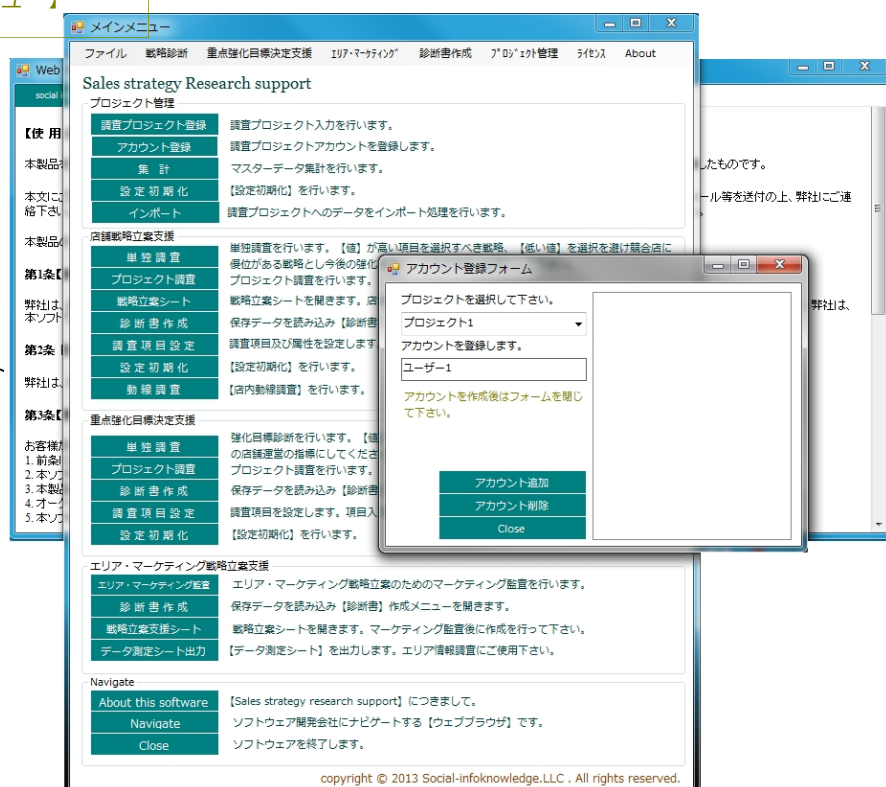 ュー】
メインメニュー
ファイル 戦略診断 重点強化目標決定支援 ｴﾘｱ･ﾏｰｹﾃｨﾝｸﾞ 診断書作成 ﾌﾟﾛｼﾞｪｸﾄ管理 ﾗｲｾﾝｽ About
Sales strategy Research support
プロジェクト管理
調査プロジェクト登録 調査プロジェクト入力を行います。
アカウント登録 調査プロジェクトアカウントを登録します。
集 計 マスターデータ集計を行います。
設 定 初 期 化 【設定初期化】を行います。
インポート 調査プロジェクトへのデータをインポート処理を行います。
店舗戦略立案支援
単 独 調 査 単独調査を行います。【値】が高い項目を選択すべき戦略、【低い値】を選択を避け競合店に
優位がある戦略とし今後の強化
プロジェクト調査 プロジェクト調査を行います。
戦略立案シート 戦略立案シートを開きます。店
診 断 書 作 成 保存データを読み込み【診断書
調 査 項 目 設 定 調査項目及び属性を設定します
設 定 初 期 化 【設定初期化】を行います。
動 線 調 査 【店内動線調査】を行います。
重点強化目標決定支援
単 独 調 査 強化目標診断を行います。【値
の店舗運営の指標にしてくださ
プロジェクト調査 プロジェクト調査を行います。
診 断 書 作 成 保存データを読み込み【診断書
調 査 項 目 設 定 調査項目を設定します。項目入
設 定 初 期 化 【設定初期化】を行います。
エリア・マーケティング戦略立案支援
エリア・マーケティング監査 エリア・マーケティング戦略立案のためのマーケティング監査を行います。
診 断 書 作 成 保存データを読み込み【診断書】作成メニューを開きます。
戦略立案支援シート 戦略立案シートを開きます。マーケティング監査後に作成を行って下さい。
データ測定シート出力 【データ測定シート】を出力します。エリア情報調査にご使用下さい。
Navigate
About this software 【Sales strategy research support】につきまして。
Navigate ソフトウェア開発会社にナビゲートする【ウェブブラウザ】です。
Close ソフトウェアを終了します。
copyright © 2013 Social-infoknowledge.LLC . All rights reserved.
アカウント登録フォーム
プロジェクトを選択して下さい。
プロジェクト1
アカウントを登録します。
ユーザー1
アカウントを作成後はフォームを閉じ
て下さい。
アカウント追加
アカウント削除
Close
Web
social i
【使 用
本製品 したものです。
本文に ール等を送付の上、弊社にご連
絡下さい
本製品
第1条【
弊社は、 弊社は、
本ソフト
第2条
弊社は、
第3条【
お客様
1. 前条
2. 本ソフ
3. 本製
4. オーク
5. 本ソフ